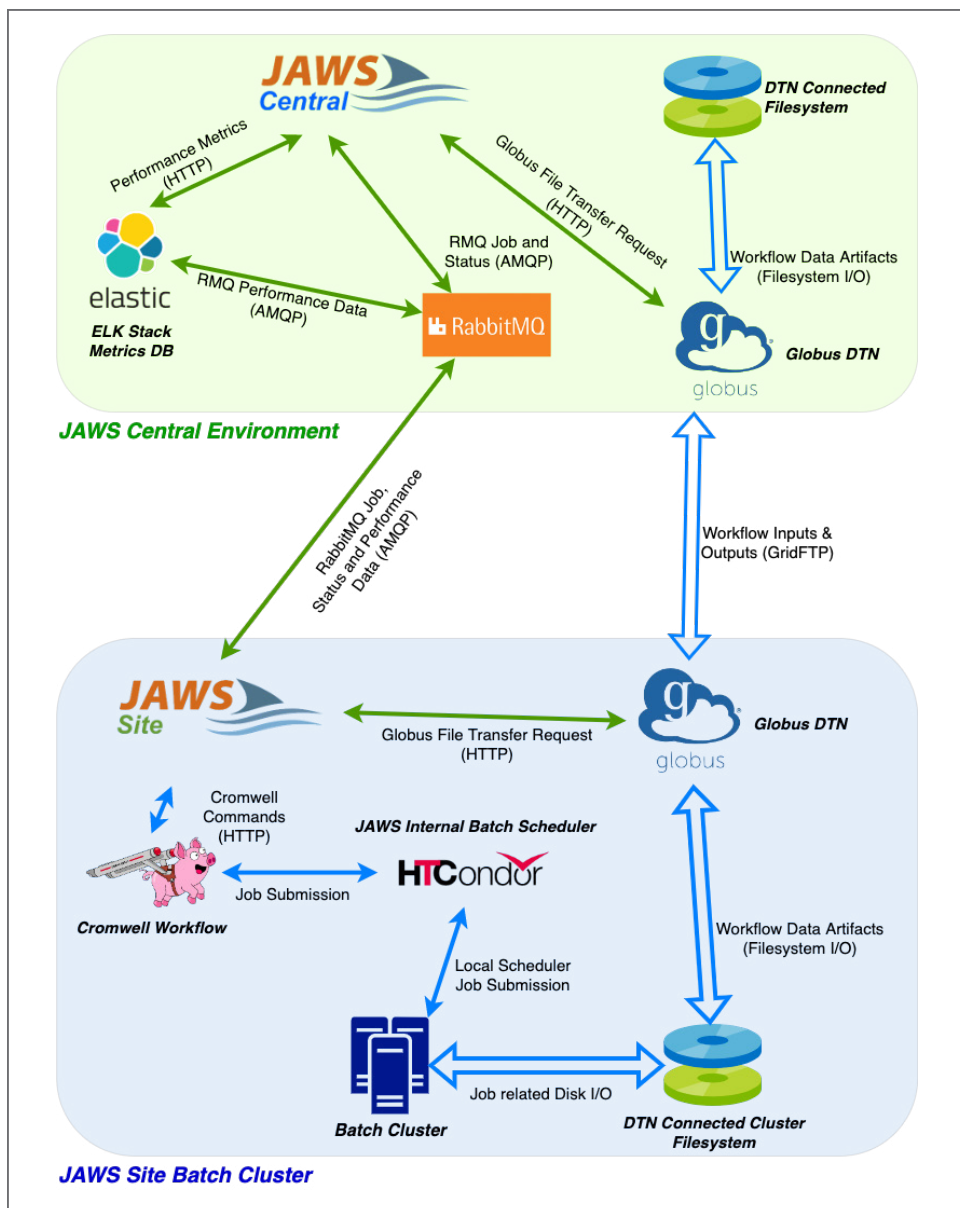 JAWS
Central
DTN Connected
Filesystem
Performance Metrics
(HTTP)
Globus File Transfer Request
(HTTP)
RMQ Job and
Status (AMQP)
Workflow Data Artifacts
(Filesystem I/O)
elastic
RMQ Performance Data
(AMQP)
RabbitMQ
ELK Stack
Metrics DB
g
globus
Globus DTN
JAWS Central Environment
RabbitMQ Job,
Status and Performance
Data (AMQP)
Workflow Inputs &
Outputs (GridFTP)
JAWS
Site
Globus File Transfer Request
(HTTP)
g
globus
Globus DTN
Cromwell
Commands
(HTTP)
JAWS Internal Batch Scheduler
HTCondor
Job Submission
Cromwell Workflow
Workflow Data Artifacts
(Filesystem I/O)
Local Scheduler
Job Submission
Job related Disk I/O
Batch Cluster
DTN Connected Cluster
Filesystem
JAWS Site Batch Cluster